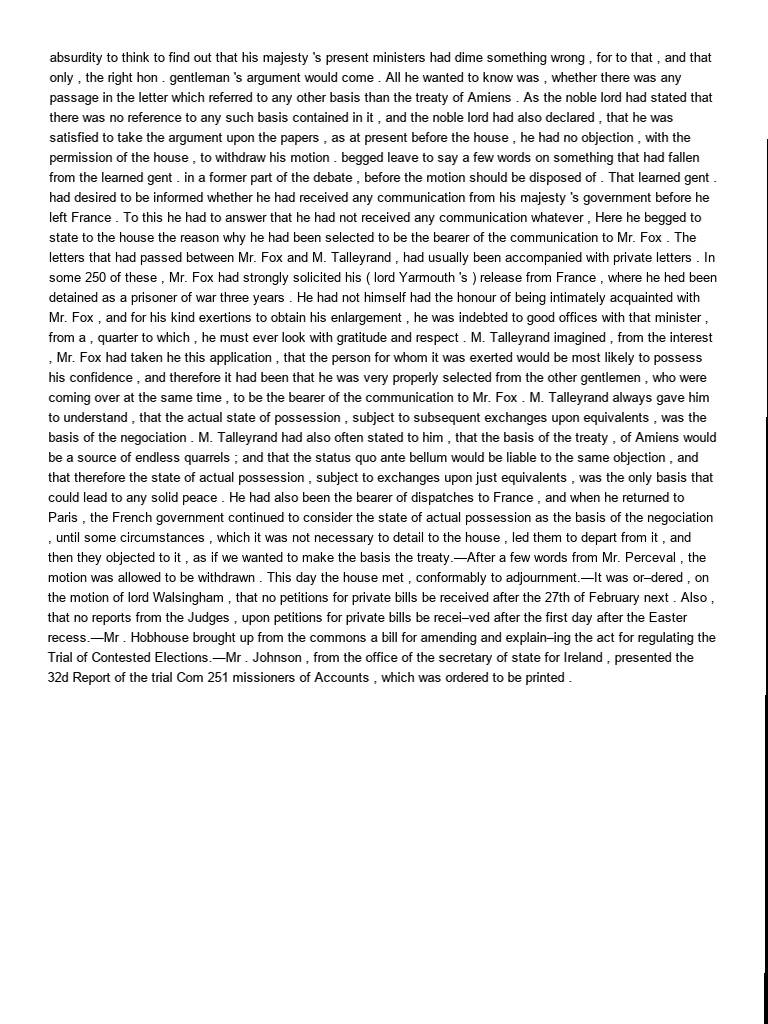 absurdity to think to find out that his majesty 's present ministers had dime something wrong , for to that , and that
only , the right hon . gentleman 's argument would come . All he wanted to know was , whether there was any
passage in the letter which referred to any other basis than the treaty of Amiens . As the noble lord had stated that
there was no reference to any such basis contained in it , and the noble lord had also declared , that he was
satisfied to take the argument upon the papers , as at present before the house , he had no objection , with the
permission of the house , to withdraw his motion . begged leave to say a few words on something that had fallen
from the learned gent . in a former part of the debate , before the motion should be disposed of . That learned gent .
had desired to be informed whether he had received any communication from his majesty 's government before he
left France . To this he had to answer that he had not received any communication whatever , Here he begged to
state to the house the reason why he had been selected to be the bearer of the communication to Mr. Fox . The
letters that had passed between Mr. Fox and M. Talleyrand , had usually been accompanied with private letters . In
some 250 of these , Mr. Fox had strongly solicited his ( lord Yarmouth 's ) release from France , where he hed been
detained as a prisoner of war three years . He had not himself had the honour of being intimately acquainted with
Mr. Fox , and for his kind exertions to obtain his enlargement , he was indebted to good offices with that minister ,
from a , quarter to which , he must ever look with gratitude and respect . M. Talleyrand imagined , from the interest
, Mr. Fox had taken he this application , that the person for whom it was exerted would be most likely to possess
his confidence , and therefore it had been that he was very properly selected from the other gentlemen , who were
coming over at the same time , to be the bearer of the communication to Mr. Fox . M. Talleyrand always gave him
to understand , that the actual state of possession , subject to subsequent exchanges upon equivalents , was the
basis of the negociation . M. Talleyrand had also often stated to him , that the basis of the treaty , of Amiens would
be a source of endless quarrels ; and that the status quo ante bellum would be liable to the same objection , and
that therefore the state of actual possession , subject to exchanges upon just equivalents , was the only basis that
could lead to any solid peace . He had also been the bearer of dispatches to France , and when he returned to
Paris , the French government continued to consider the state of actual possession as the basis of the negociation
, until some circumstances , which it was not necessary to detail to the house , led them to depart from it , and
then they objected to it , as if we wanted to make the basis the treaty.—After a few words from Mr. Perceval , the
motion was allowed to be withdrawn . This day the house met , conformably to adjournment.—It was or–dered , on
the motion of lord Walsingham , that no petitions for private bills be received after the 27th of February next . Also ,
that no reports from the Judges , upon petitions for private bills be recei–ved after the first day after the Easter
recess.—Mr . Hobhouse brought up from the commons a bill for amending and explain–ing the act for regulating the
Trial of Contested Elections.—Mr . Johnson , from the office of the secretary of state for Ireland , presented the
32d Report of the trial Com 251 missioners of Accounts , which was ordered to be printed .